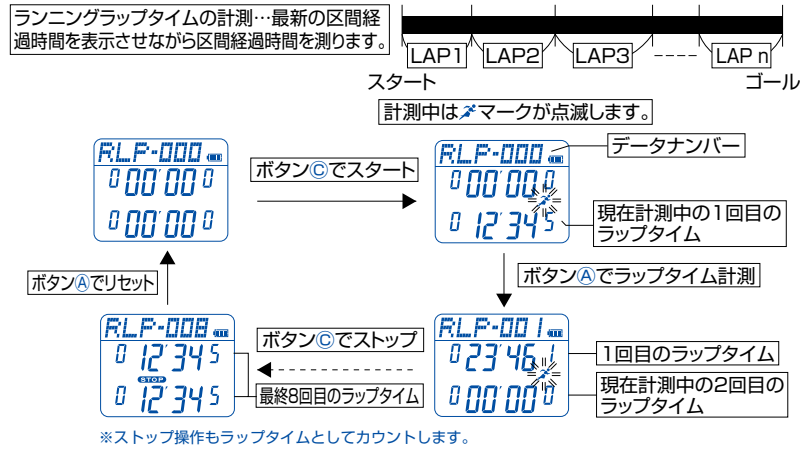 ランニングラップタイムの計測…最新の区間経
過時間を表示させながら区間経過時間を測ります。
LAP1 LAP2 LAP3 ---- LAP n
スタート ゴール
計測中はマークが点滅します。
RLP-000
0 00'00 0
0 00'00 0
ボタンⒸでスタート
RLP-000
0 00'00 0
0 12'34 5
データナンバー
現在計測中の1回目の
ラップタイム
ボタンⒶでリセット
ボタンⒶでラップタイム計測
RLP-008
0 12'34 5
STOP
0 12'34 5
ボタンⒸでストップ
最終8回目のラップタイム
RLP-001
0 23'46 1
0 00'00 0
1回目のラップタイム
現在計測中の2回目の
ラップタイム
※ストップ操作もラップタイムとしてカウントします。